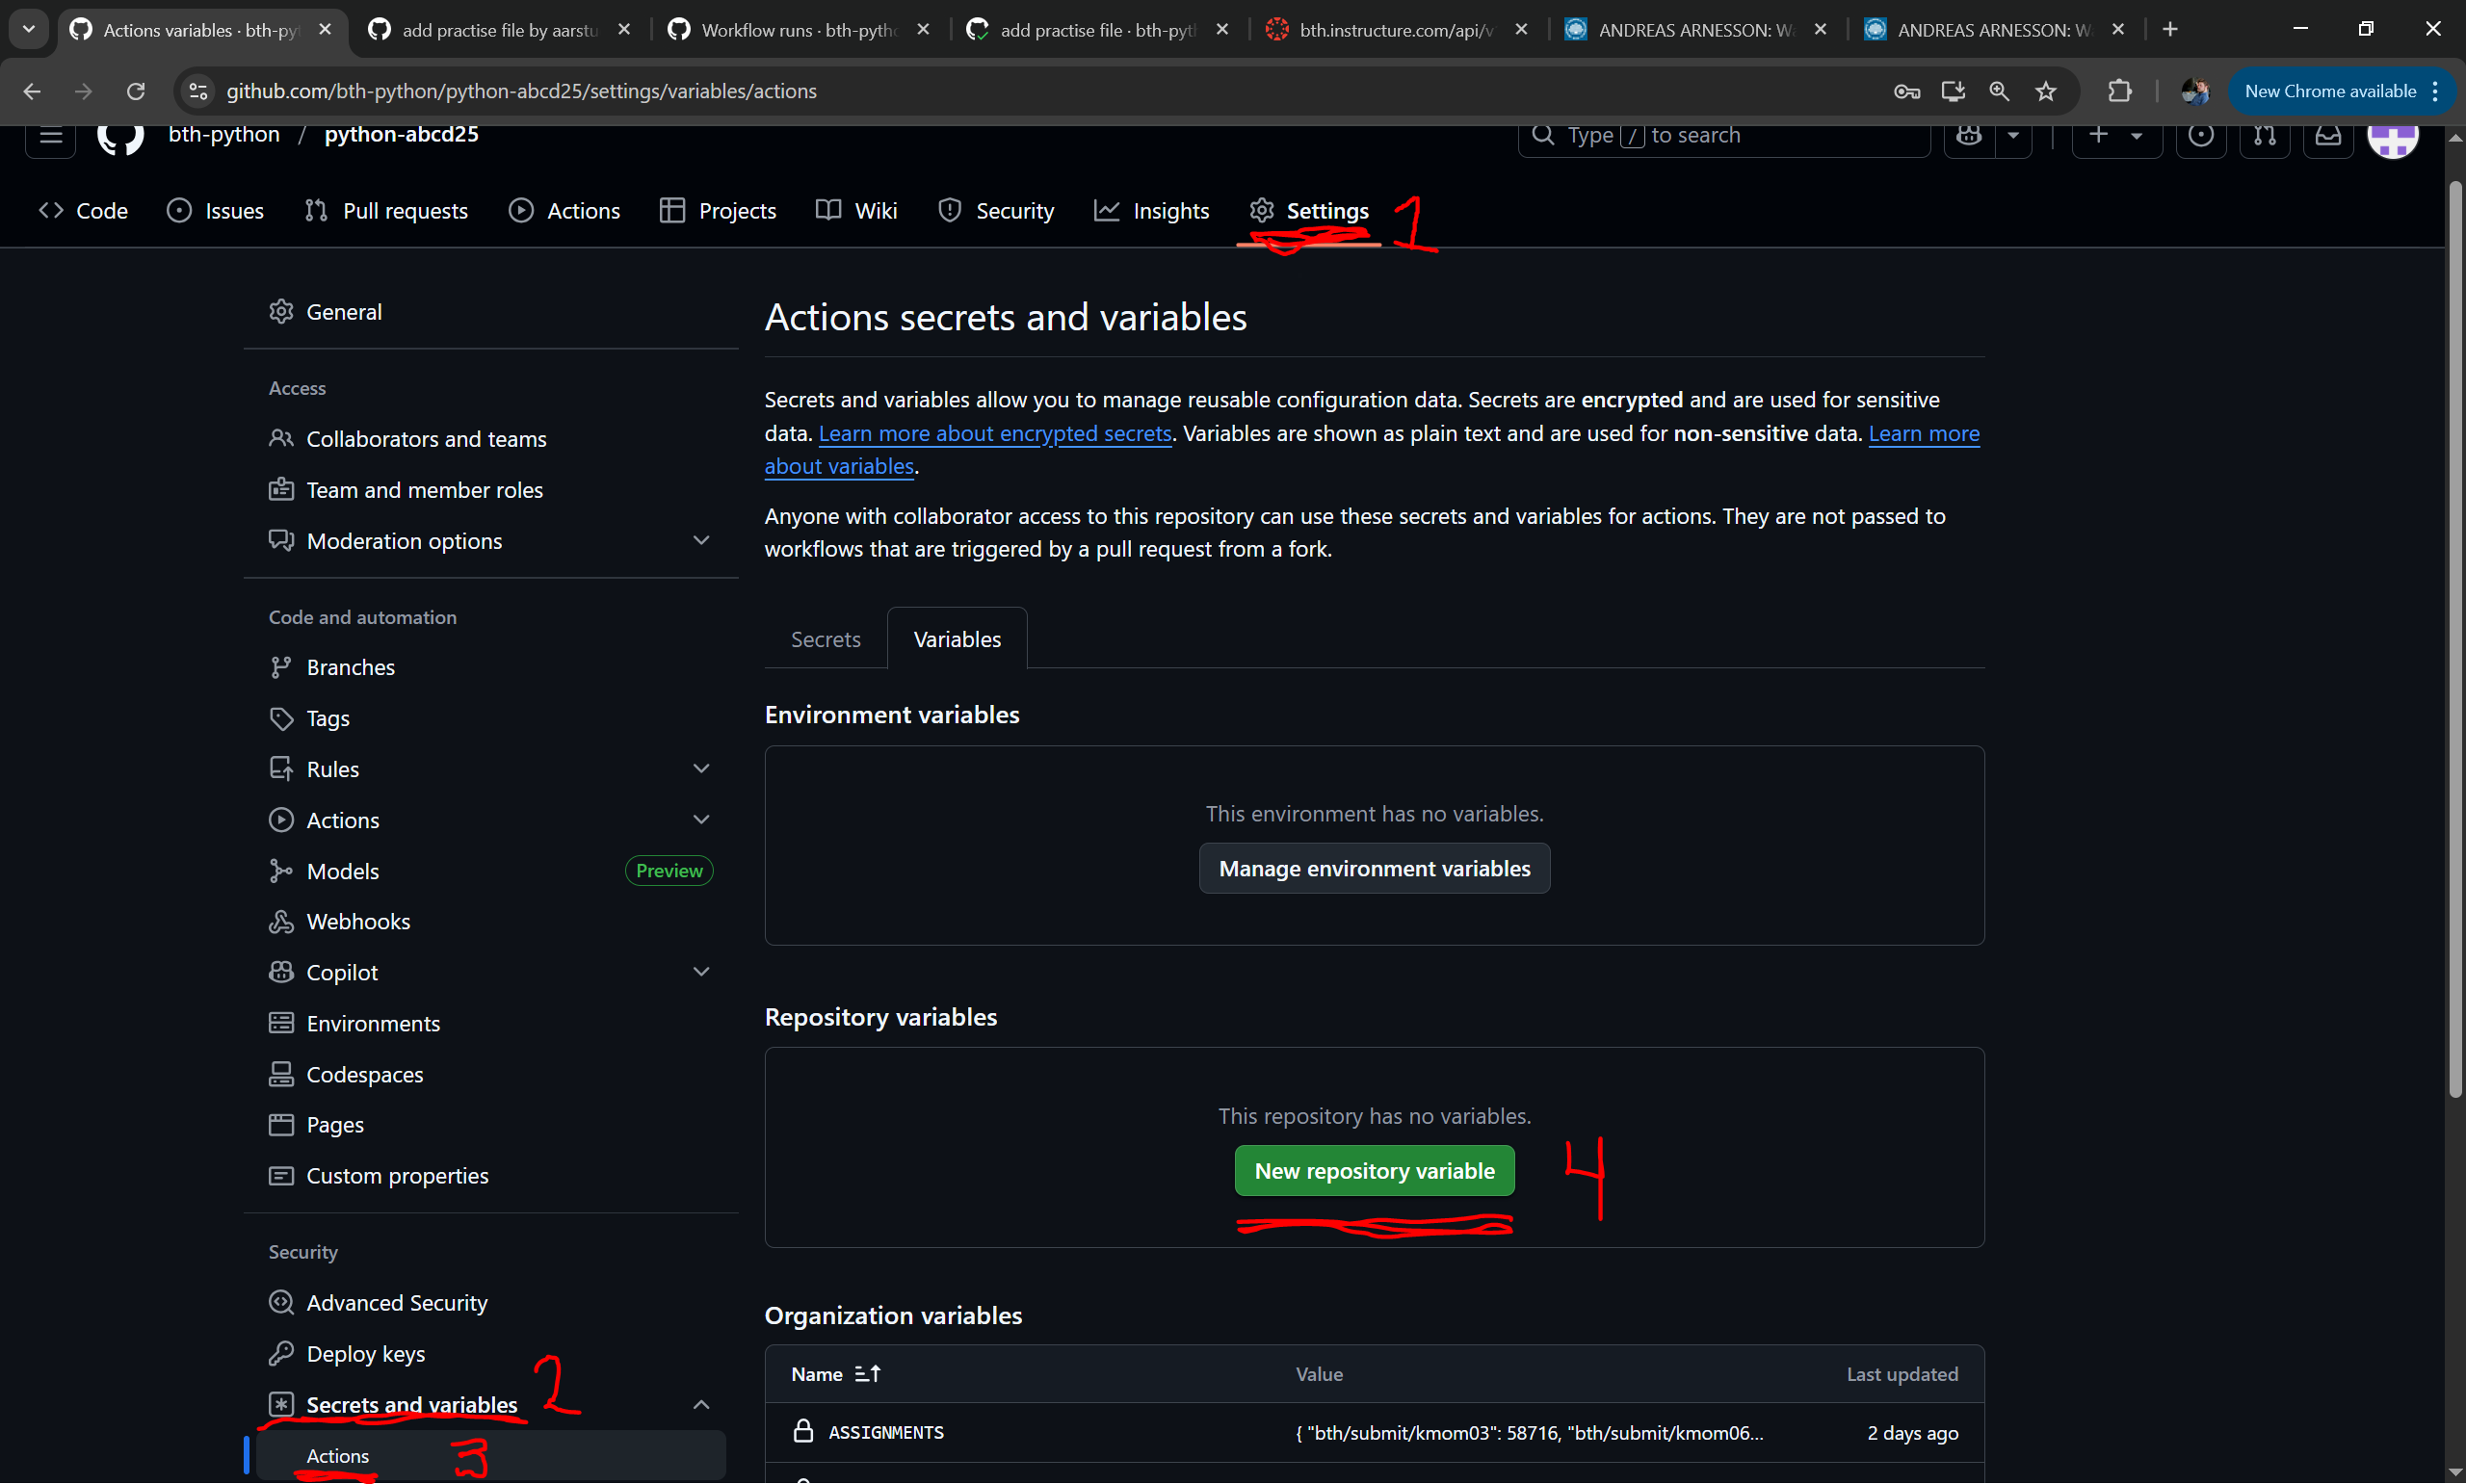 Actions variables · bth-py
add practise file by aarstu
Workflow runs · bth-pytho
add practise file · bth-pyth
bth.instructure.com/api/v
ANDREAS ARNESSON: Wa
ANDREAS ARNESSON: W
github.com/bth-python/python-abcd25/settings/variables/actions
New Chrome available
bth-python / python-abcd25
Type / to search
Code
Issues
Pull requests
Actions
Projects
Wiki
Security
Insights
Settings
1
General
Access
Collaborators and teams
Team and member roles
Moderation options
Code and automation
Branches
Tags
Rules
Actions
Models
Preview
Webhooks
Copilot
Environments
Codespaces
Pages
Custom properties
Security
Advanced Security
Deploy keys
Secrets and variables
2
Actions
3
Actions secrets and variables
Secrets and variables allow you to manage reusable configuration data. Secrets are encrypted and are used for sensitive
data. Learn more about encrypted secrets. Variables are shown as plain text and are used for non-sensitive data. Learn more
about variables.
Anyone with collaborator access to this repository can use these secrets and variables for actions. They are not passed to
workflows that are triggered by a pull request from a fork.
Secrets
Variables
Environment variables
This environment has no variables.
Manage environment variables
Repository variables
This repository has no variables.
New repository variable
4
Organization variables
Name
Value
Last updated
ASSIGNMENTS
{ "bth/submit/kmom03": 58716, "bth/submit/kmom06...
2 days ago